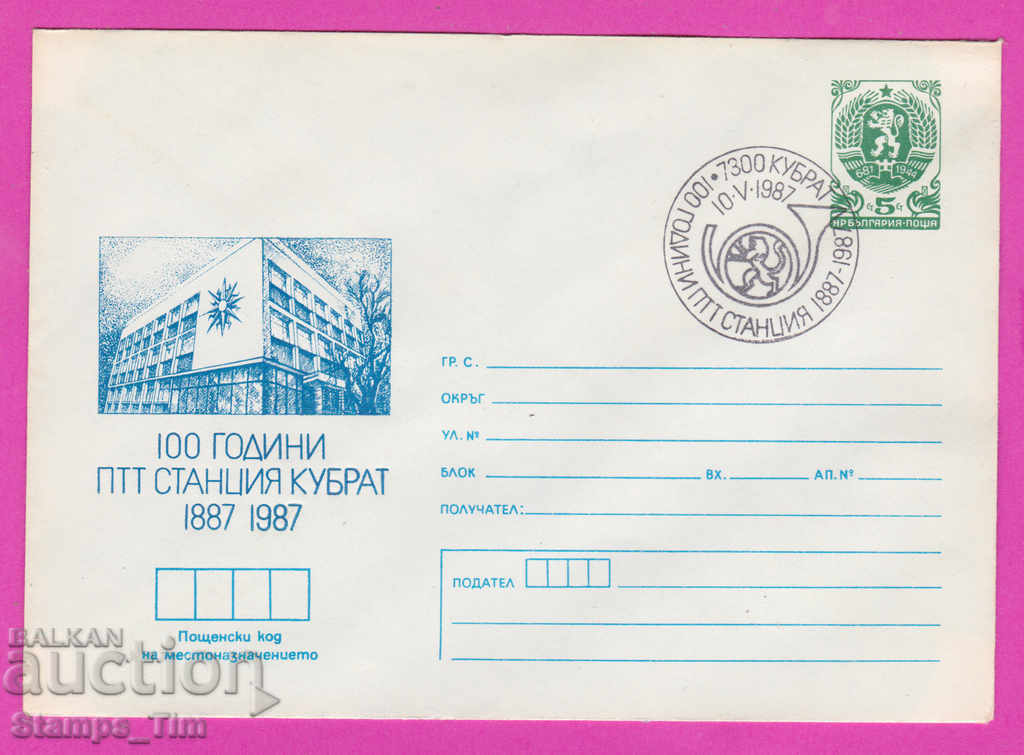 681 1944
5
НР БЪЛГАРИЯ·ПОЩА
100 ГОДИНИ ПТТ СТАНЦИЯ 1887-1987
7300 КУБРАТ
10·V·1987
100 ГОДИНИ
ПТТ СТАНЦИЯ КУБРАТ
1887 1987
ГР. С.
ОКРЪГ
УЛ. №
БЛОК ВХ. АП. №
ПОЛУЧАТЕЛ:
ПОДАТЕЛ
Пощенски код
на местоназначението
BALKAN
auction
Stamps_Tim